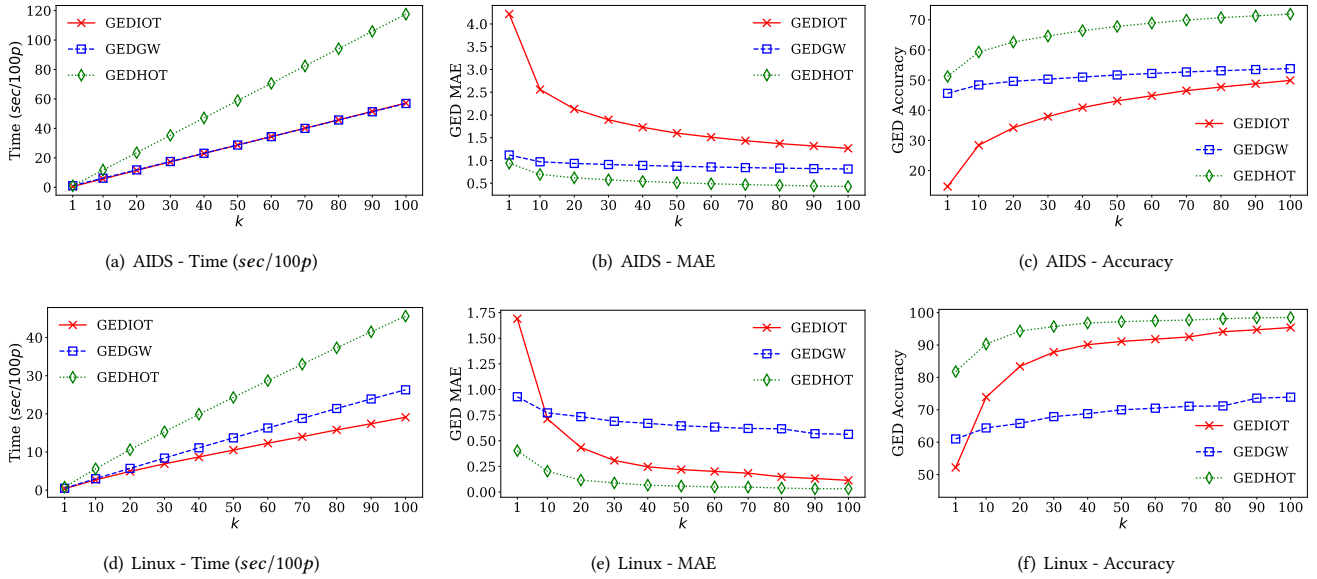 120
100
80
60
40
20
0
Time (sec/100p)
GEDIOT
GEDGW
GEDHOT
1 10 20 30 40 50 60 70 80 90 100
k
(a) AIDS - Time (sec/100p)
4.0
3.5
3.0
2.5
2.0
1.5
1.0
0.5
GED MAE
GEDIOT
GEDGW
GEDHOT
1 10 20 30 40 50 60 70 80 90 100
k
(b) AIDS - MAE
70
60
50
40
30
20
GED Accuracy
GEDIOT
GEDGW
GEDHOT
1 10 20 30 40 50 60 70 80 90 100
k
(c) AIDS - Accuracy
40
30
20
10
0
Time (sec/100p)
GEDIOT
GEDGW
GEDHOT
1 10 20 30 40 50 60 70 80 90 100
k
(d) Linux - Time (sec/100p)
1.75
1.50
1.25
1.00
0.75
0.50
0.25
0.00
GED MAE
GEDIOT
GEDGW
GEDHOT
1 10 20 30 40 50 60 70 80 90 100
k
(e) Linux - MAE
100
90
80
70
60
50
GED Accuracy
GEDIOT
GEDGW
GEDHOT
1 10 20 30 40 50 60 70 80 90 100
k
(f) Linux - Accuracy